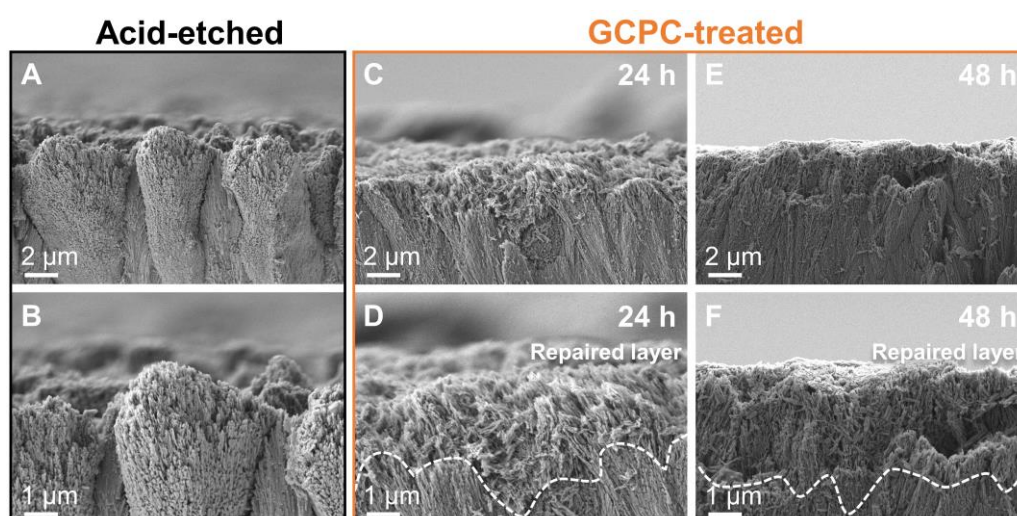 Acid-etched
GCPC-treated
A
2 µm
C
24 h
2 µm
E
48 h
2 µm
B
1 µm
D
24 h
Repaired layer
1 µm
F
48 h
Repaired layer
1 µm